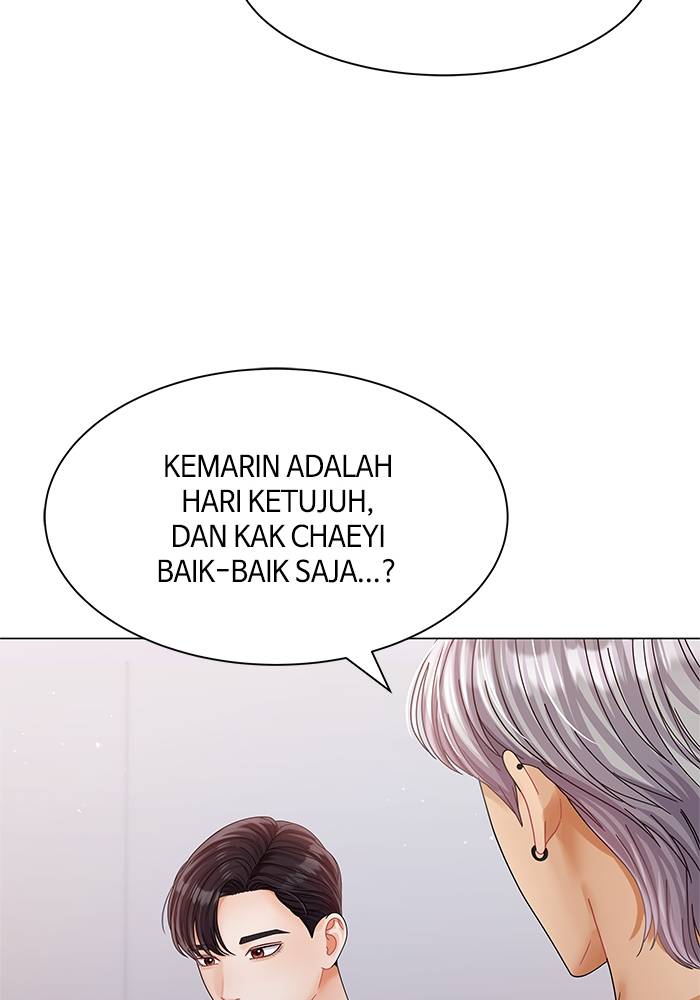 KEMARIN ADALAH
HARI KETUJUH,
DAN KAK CHAEYI
BAIK-BAIK SAJA...?